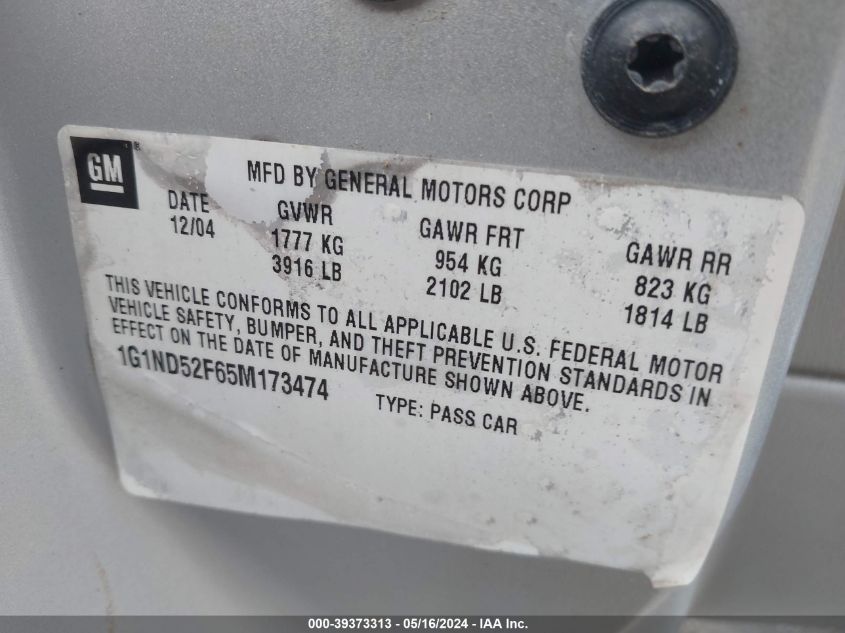 GM ®
MFD BY GENERAL MOTORS CORP
DATE GVWR GAWR FRT GAWR RR
12/04 1777 KG 954 KG 823 KG
3916 LB 2102 LB 1814 LB
THIS VEHICLE CONFORMS TO ALL APPLICABLE U.S. FEDERAL MOTOR
VEHICLE SAFETY, BUMPER, AND THEFT PREVENTION STANDARDS IN
EFFECT ON THE DATE OF MANUFACTURE SHOWN ABOVE.
1G1ND52F65M173474 TYPE: PASS CAR
000-39373313 - 05/16/2024 - IAA Inc.